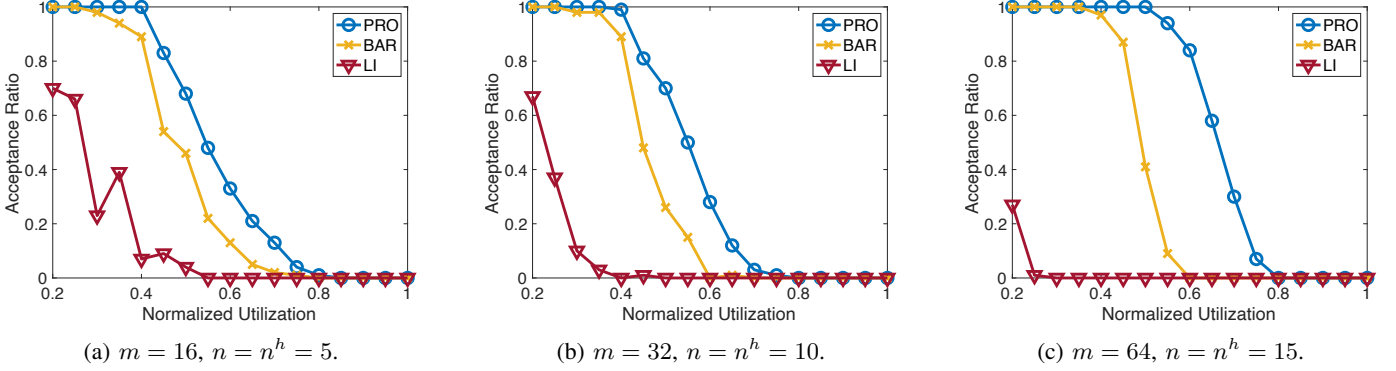 1
0.8
0.6
0.4
0.2
0
Acceptance Ratio
PRO
BAR
LI
0.2 0.4 0.6 0.8 1
Normalized Utilization
(a) m = 16, n = n^h = 5.
1
0.8
0.6
0.4
0.2
0
Acceptance Ratio
PRO
BAR
LI
0.2 0.4 0.6 0.8 1
Normalized Utilization
(b) m = 32, n = n^h = 10.
1
0.8
0.6
0.4
0.2
0
Acceptance Ratio
PRO
BAR
LI
0.2 0.4 0.6 0.8 1
Normalized Utilization
(c) m = 64, n = n^h = 15.